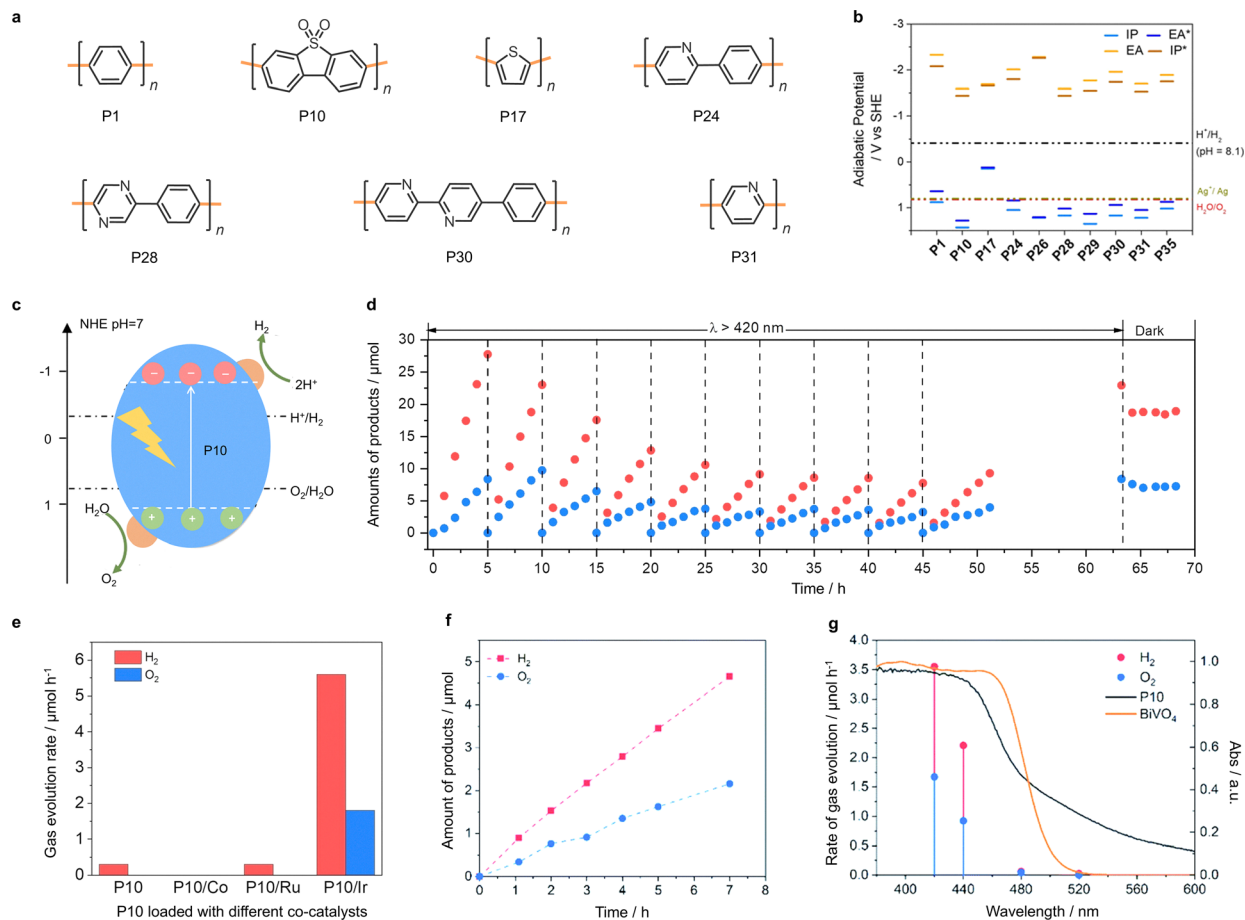 a
O O
S
n
P1
n
P10
S
n
P17
N
n
P24
N
N
n
P28
N
N
n
P30
N
n
P31
b
IP
EA
EA*
IP*
Adiabatic Potential
/ V vs SHE
-3
-2
-1
0
1
H⁺/H₂
(pH = 8.1)
Ag⁺/ Ag
H₂O/O₂
P1
P10
P17
P24
P26
P28
P29
P30
P31
P35
c
NHE pH=7
-1
0
1
H₂
2H⁺
H⁺/H₂
P10
O₂/H₂O
H₂O
O₂
− − −
+ + +
d
λ > 420 nm
Dark
Amounts of products / μmol
30
25
20
15
10
5
0
0 5 10 15 20 25 30 35 40 45 50 55 60 65 70
Time / h
e
H₂
O₂
Gas evolution rate / μmol h⁻¹
6
5
4
3
2
1
0
P10 P10/Co P10/Ru P10/Ir
P10 loaded with different co-catalysts
f
H₂
O₂
Amount of products / μmol
5
4
3
2
1
0
0 1 2 3 4 5 6 7 8
Time / h
g
H₂
O₂
P10
BiVO₄
Rate of gas evolution / μmol h⁻¹
4.0
3.5
3.0
2.5
2.0
1.5
1.0
0.5
0.0
1.0
0.8
0.6
0.4
0.2
0.0
Abs / a.u.
400 440 480 520 560 600
Wavelength / nm